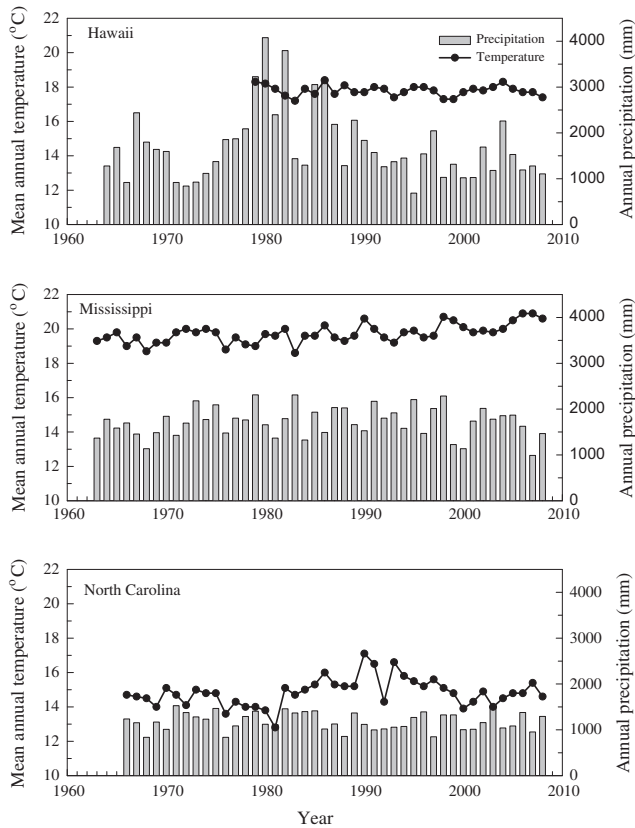 Hawaii
Precipitation
Temperature
Mean annual temperature (°C)
22
20
18
16
14
12
10
4000
3000
2000
1000
0
Annual precipitation (mm)
1960 1970 1980 1990 2000 2010
Mississippi
Mean annual temperature (°C)
22
20
18
16
14
12
10
4000
3000
2000
1000
0
Annual precipitation (mm)
1960 1970 1980 1990 2000 2010
North Carolina
Mean annual temperature (°C)
22
20
18
16
14
12
10
4000
3000
2000
1000
0
Annual precipitation (mm)
1960 1970 1980 1990 2000 2010
Year